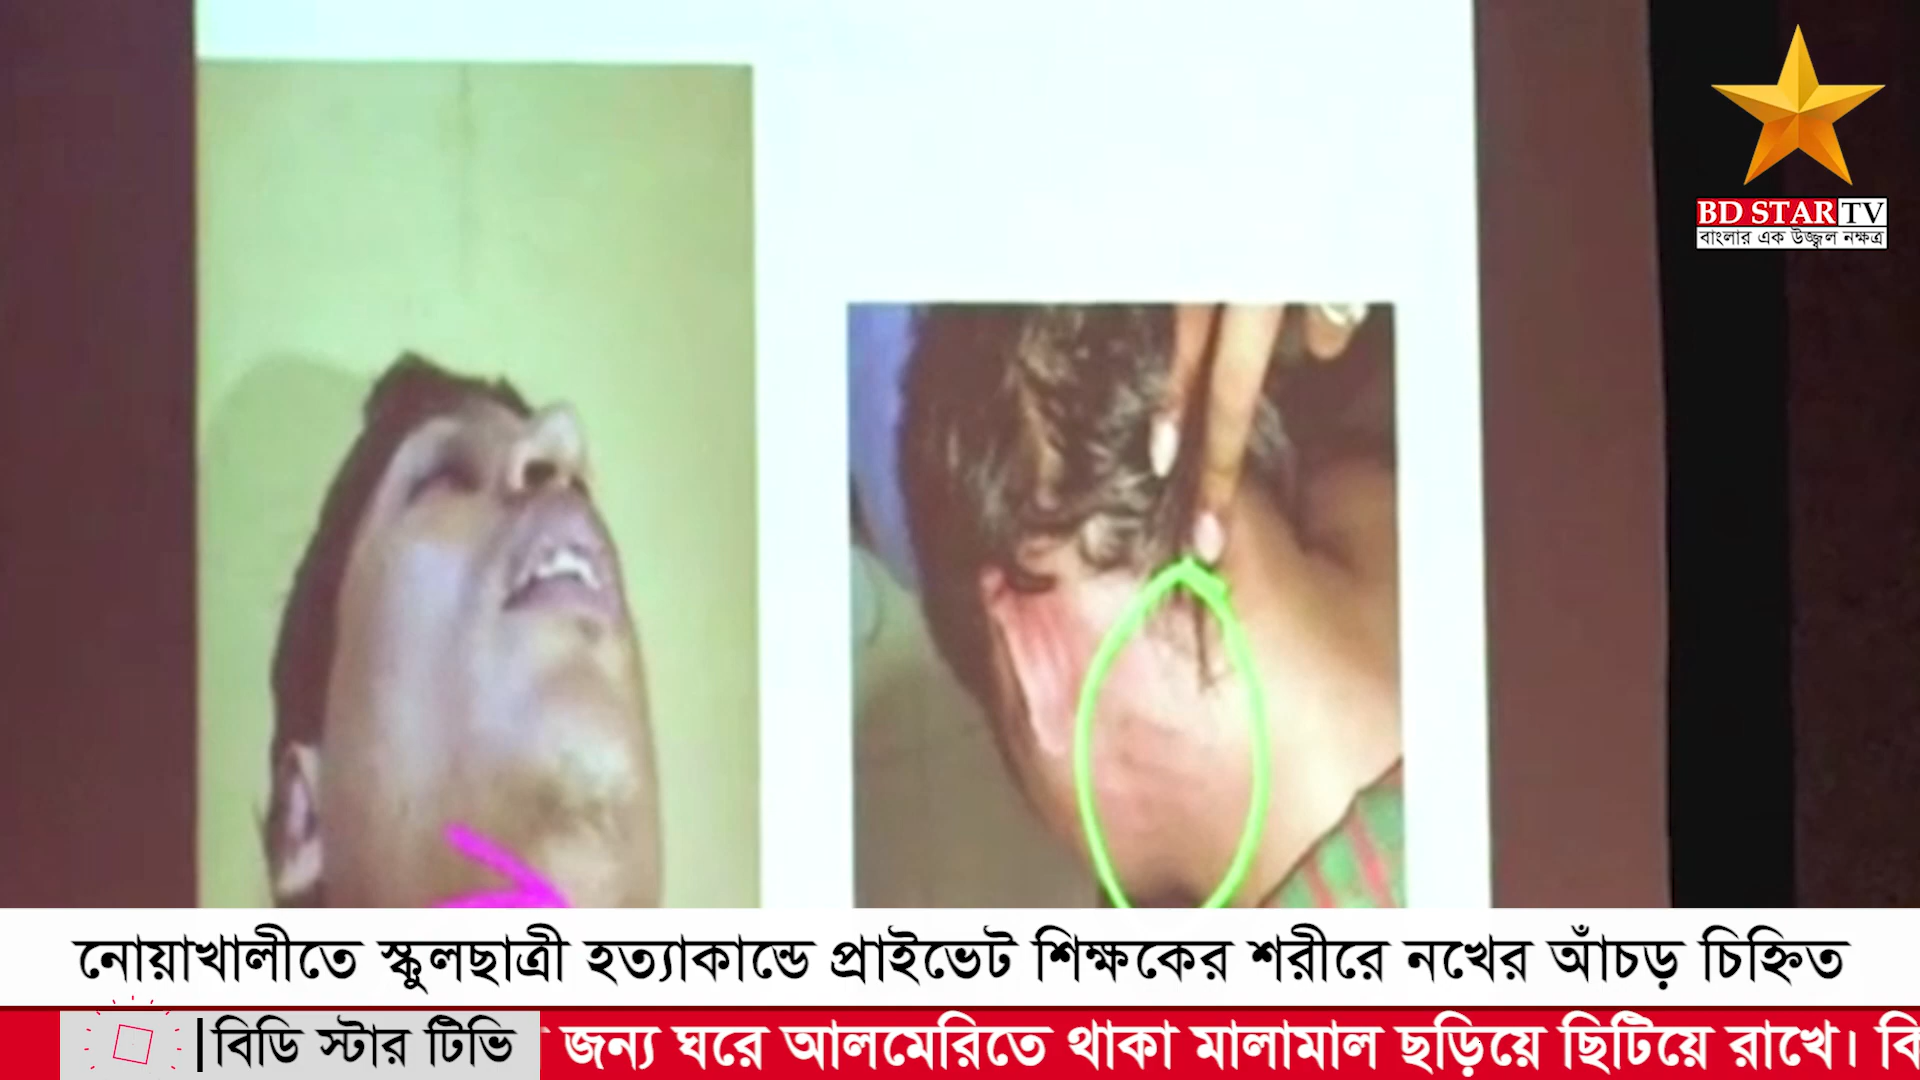 BD STAR TV
বাংলার এক উজ্জ্বল নক্ষত্র
নোয়াখালীতে স্কুলছাত্রী হত্যাকান্ডে প্রাইভেট শিক্ষকের শরীরে নখের আঁচড় চিহ্নিত
বিডি স্টার টিভি
জন্য ঘরে আলমেরিতে থাকা মালামাল ছড়িয়ে ছিটিয়ে রাখে।